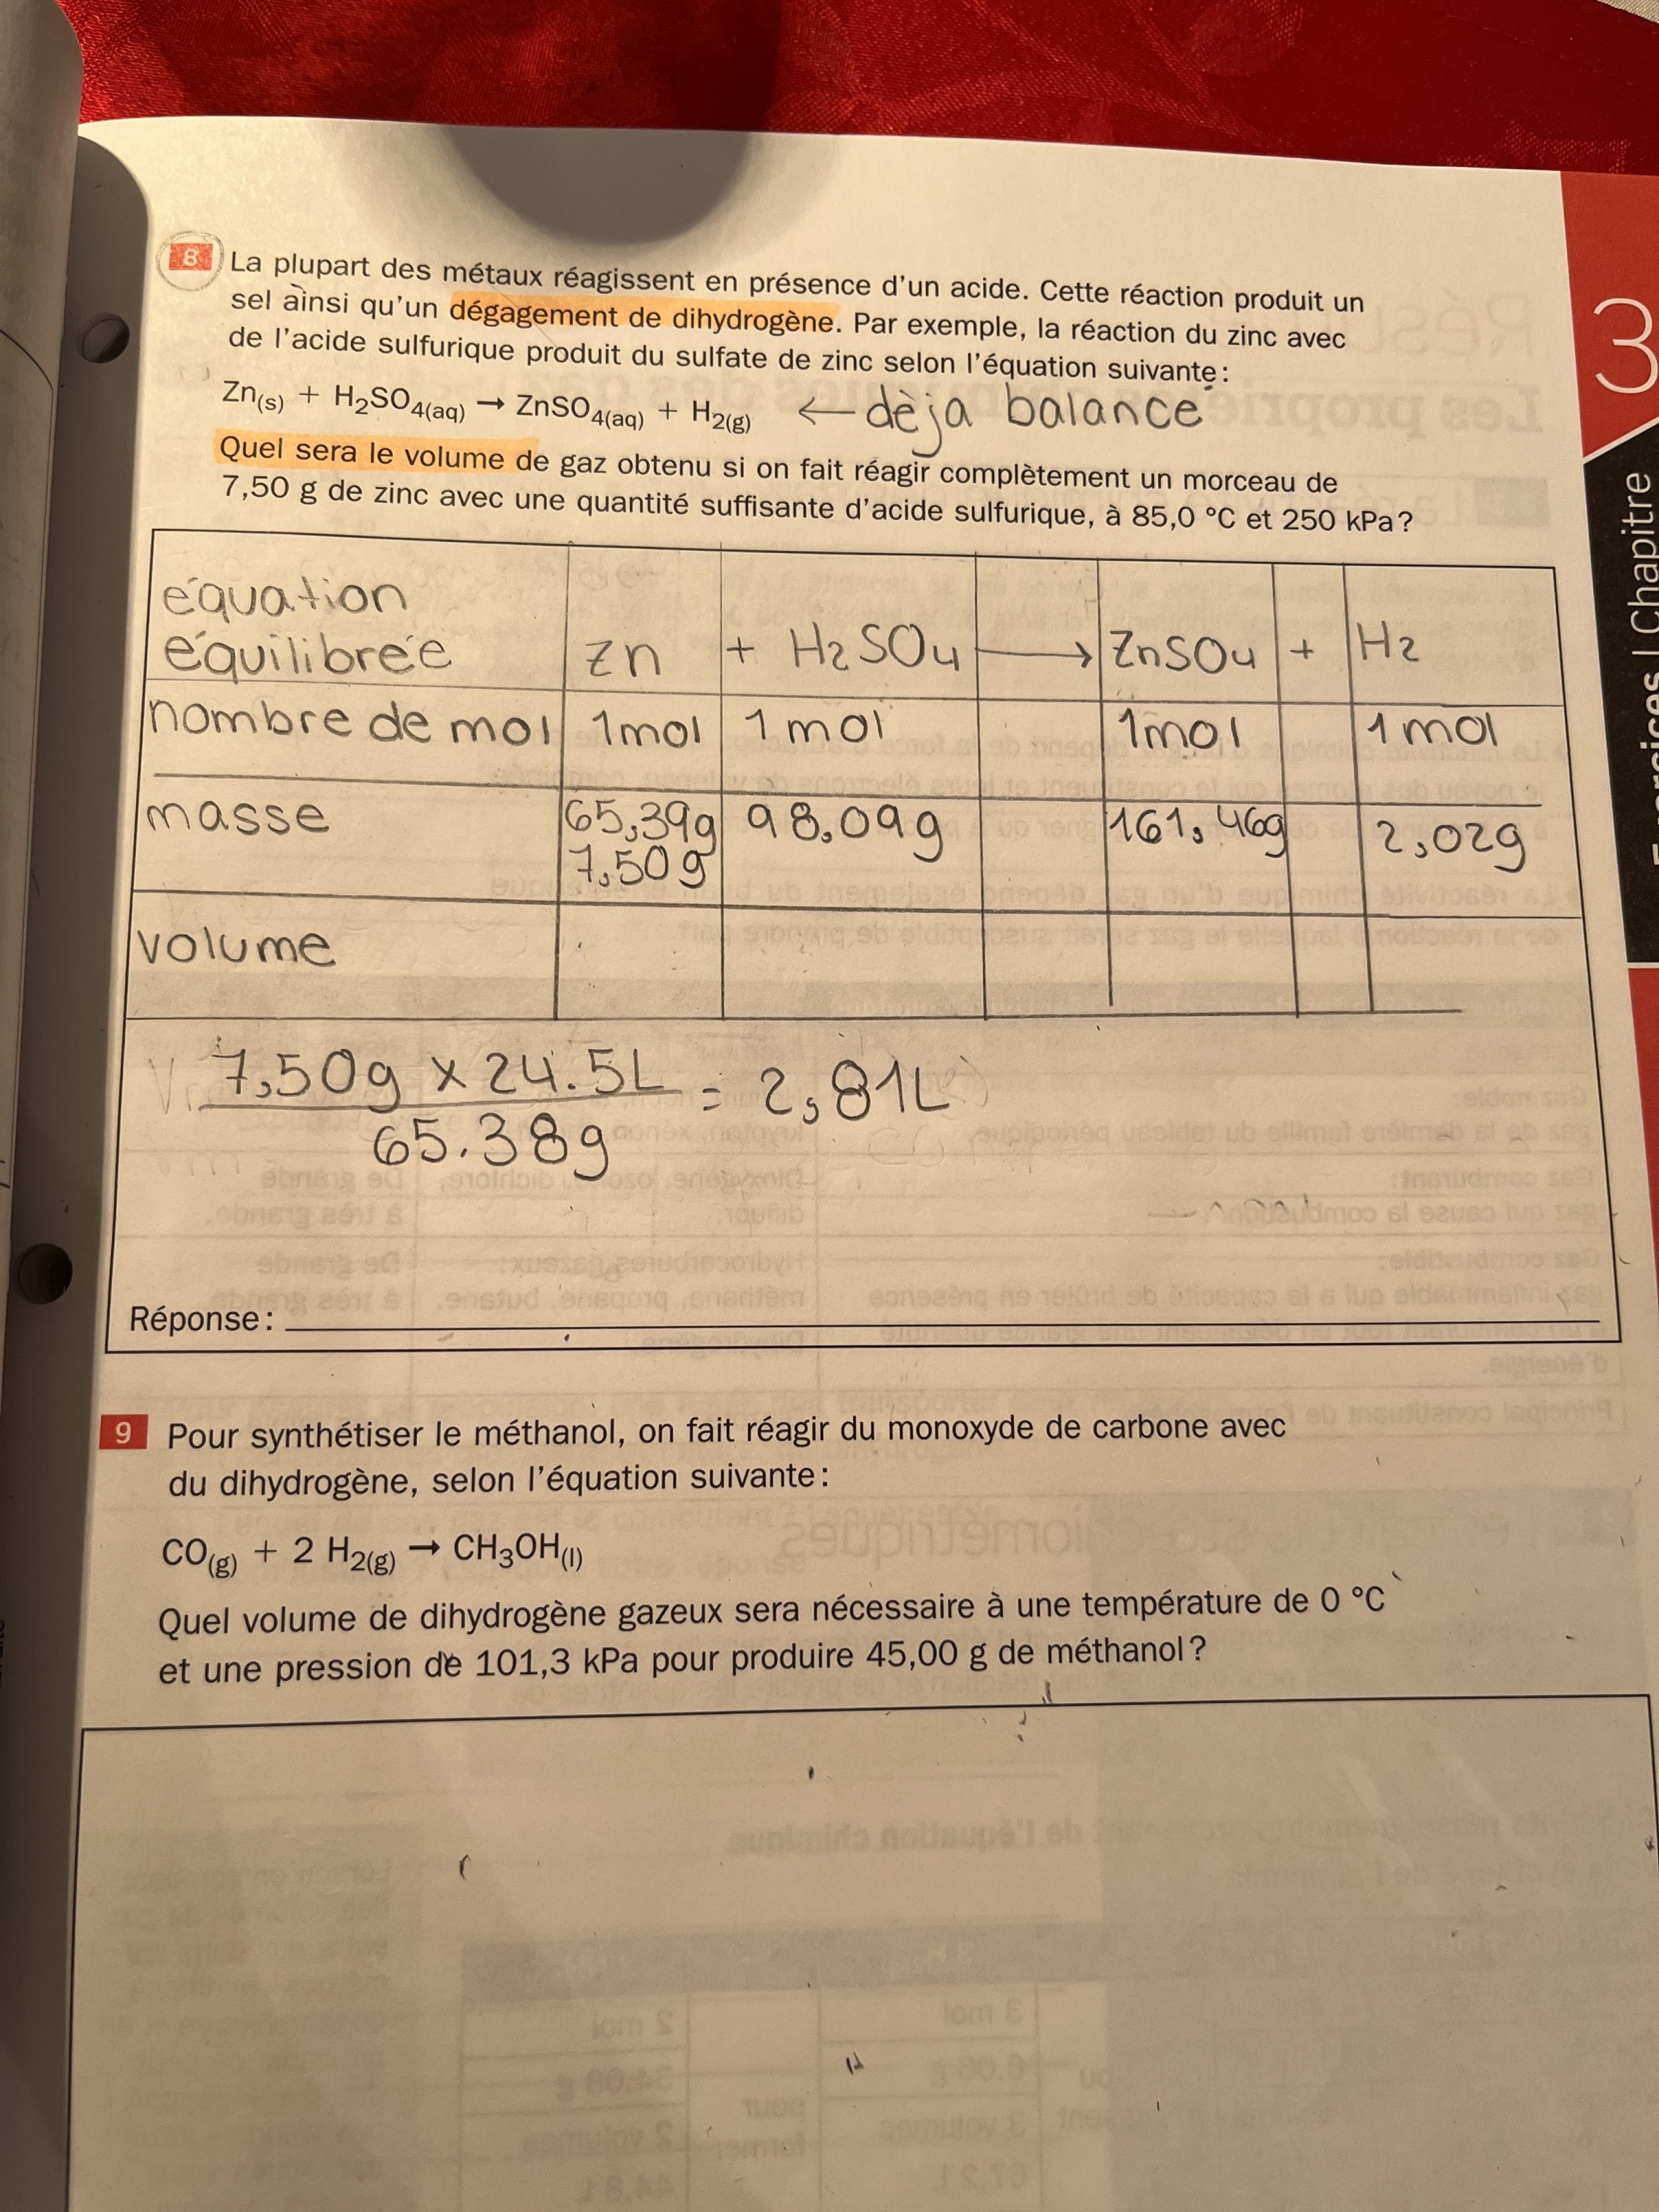 8 La plupart des métaux réagissent en présence d'un acide. Cette réaction produit un
sel ainsi qu'un dégagement de dihydrogène. Par exemple, la réaction du zinc avec
de l'acide sulfurique produit du sulfate de zinc selon l'équation suivante :
Zn(s) + H2SO4(aq) → ZnSO4(aq) + H2(g) ← dèja balancé
Quel sera le volume de gaz obtenu si on fait réagir complètement un morceau de
7,50 g de zinc avec une quantité suffisante d'acide sulfurique, à 85,0 °C et 250 kPa ?
équation
équilibrée Zn + H2SO4 → ZnSO4 + H2
nombre de mol 1mol 1mol 1mol 1mol
masse 65,39g 98,09g 161,46g 2,02g
7,50g
volume
7,50g x 24.5L = 2,81L
65.38g
Réponse :
9 Pour synthétiser le méthanol, on fait réagir du monoxyde de carbone avec
du dihydrogène, selon l'équation suivante :
CO(g) + 2 H2(g) → CH3OH(l)
Quel volume de dihydrogène gazeux sera nécessaire à une température de 0 °C
et une pression de 101,3 kPa pour produire 45,00 g de méthanol ?
3
Chapitre